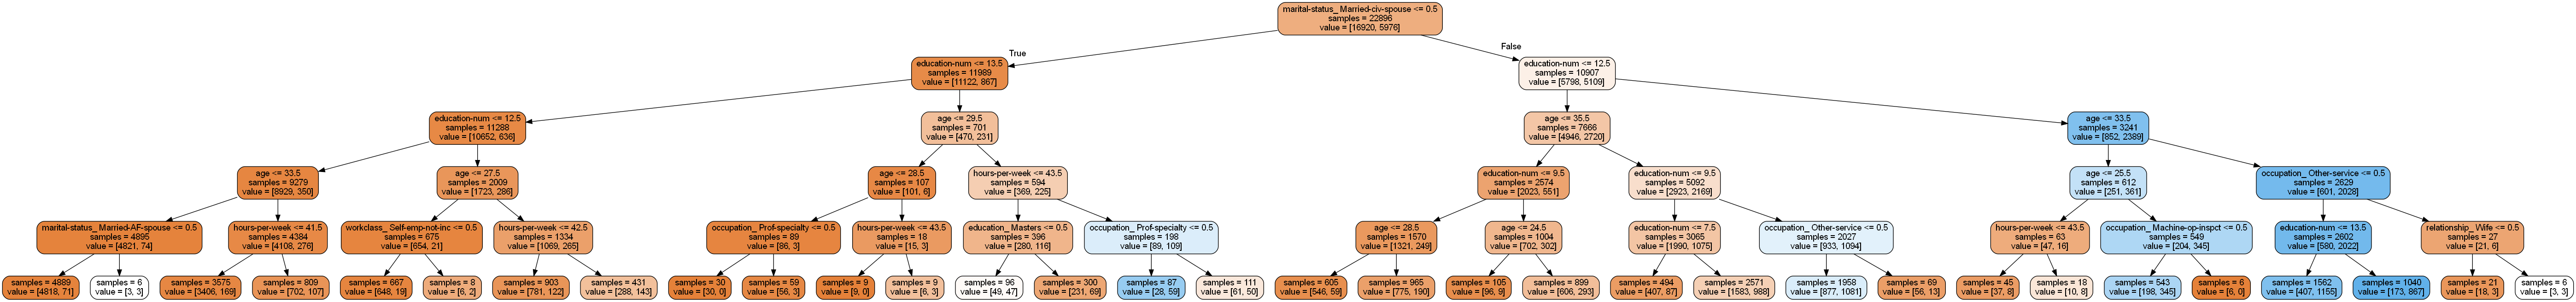 marital-status_ Married-civ-spouse <= 0.5
samples = 22896
value = [16920, 5976]
True
False
education-num <= 13.5
samples = 11989
value = [11122, 867]
education-num <= 12.5
samples = 10907
value = [5798, 5109]
education-num <= 12.5
samples = 11288
value = [10652, 636]
age <= 29.5
samples = 701
value = [470, 231]
age <= 35.5
samples = 7666
value = [4946, 2720]
age <= 33.5
samples = 3241
value = [852, 2389]
age <= 33.5
samples = 9279
value = [8929, 350]
age <= 27.5
samples = 2009
value = [1723, 286]
age <= 28.5
samples = 107
value = [101, 6]
hours-per-week <= 43.5
samples = 594
value = [369, 225]
education-num <= 9.5
samples = 2574
value = [2023, 551]
education-num <= 9.5
samples = 5092
value = [2923, 2169]
age <= 25.5
samples = 612
value = [251, 361]
occupation_ Other-service <= 0.5
samples = 2629
value = [601, 2028]
marital-status_ Married-AF-spouse <= 0.5
samples = 4895
value = [4821, 74]
hours-per-week <= 41.5
samples = 4384
value = [4108, 276]
workclass_ Self-emp-not-inc <= 0.5
samples = 675
value = [654, 21]
hours-per-week <= 42.5
samples = 1334
value = [1069, 265]
occupation_ Prof-specialty <= 0.5
samples = 89
value = [86, 3]
hours-per-week <= 43.5
samples = 18
value = [15, 3]
education_ Masters <= 0.5
samples = 396
value = [280, 116]
occupation_ Prof-specialty <= 0.5
samples = 198
value = [89, 109]
age <= 28.5
samples = 1570
value = [1321, 249]
age <= 24.5
samples = 1004
value = [702, 302]
education-num <= 7.5
samples = 3065
value = [1990, 1075]
occupation_ Other-service <= 0.5
samples = 2027
value = [933, 1094]
hours-per-week <= 43.5
samples = 63
value = [47, 16]
occupation_ Machine-op-inspct <= 0.5
samples = 549
value = [204, 345]
education-num <= 13.5
samples = 2602
value = [580, 2022]
relationship_ Wife <= 0.5
samples = 27
value = [21, 6]
samples = 4889
value = [4818, 71]
samples = 6
value = [3, 3]
samples = 3575
value = [3406, 169]
samples = 809
value = [702, 107]
samples = 667
value = [648, 19]
samples = 8
value = [6, 2]
samples = 903
value = [781, 122]
samples = 431
value = [288, 143]
samples = 30
value = [30, 0]
samples = 59
value = [56, 3]
samples = 9
value = [9, 0]
samples = 9
value = [6, 3]
samples = 96
value = [49, 47]
samples = 300
value = [231, 69]
samples = 87
value = [28, 59]
samples = 111
value = [61, 50]
samples = 605
value = [546, 59]
samples = 965
value = [775, 190]
samples = 105
value = [96, 9]
samples = 899
value = [606, 293]
samples = 494
value = [407, 87]
samples = 2571
value = [1583, 988]
samples = 1958
value = [877, 1081]
samples = 69
value = [56, 13]
samples = 45
value = [37, 8]
samples = 18
value = [10, 8]
samples = 543
value = [198, 345]
samples = 6
value = [6, 0]
samples = 1562
value = [407, 1155]
samples = 1040
value = [173, 867]
samples = 21
value = [18, 3]
samples = 6
value = [3, 3]